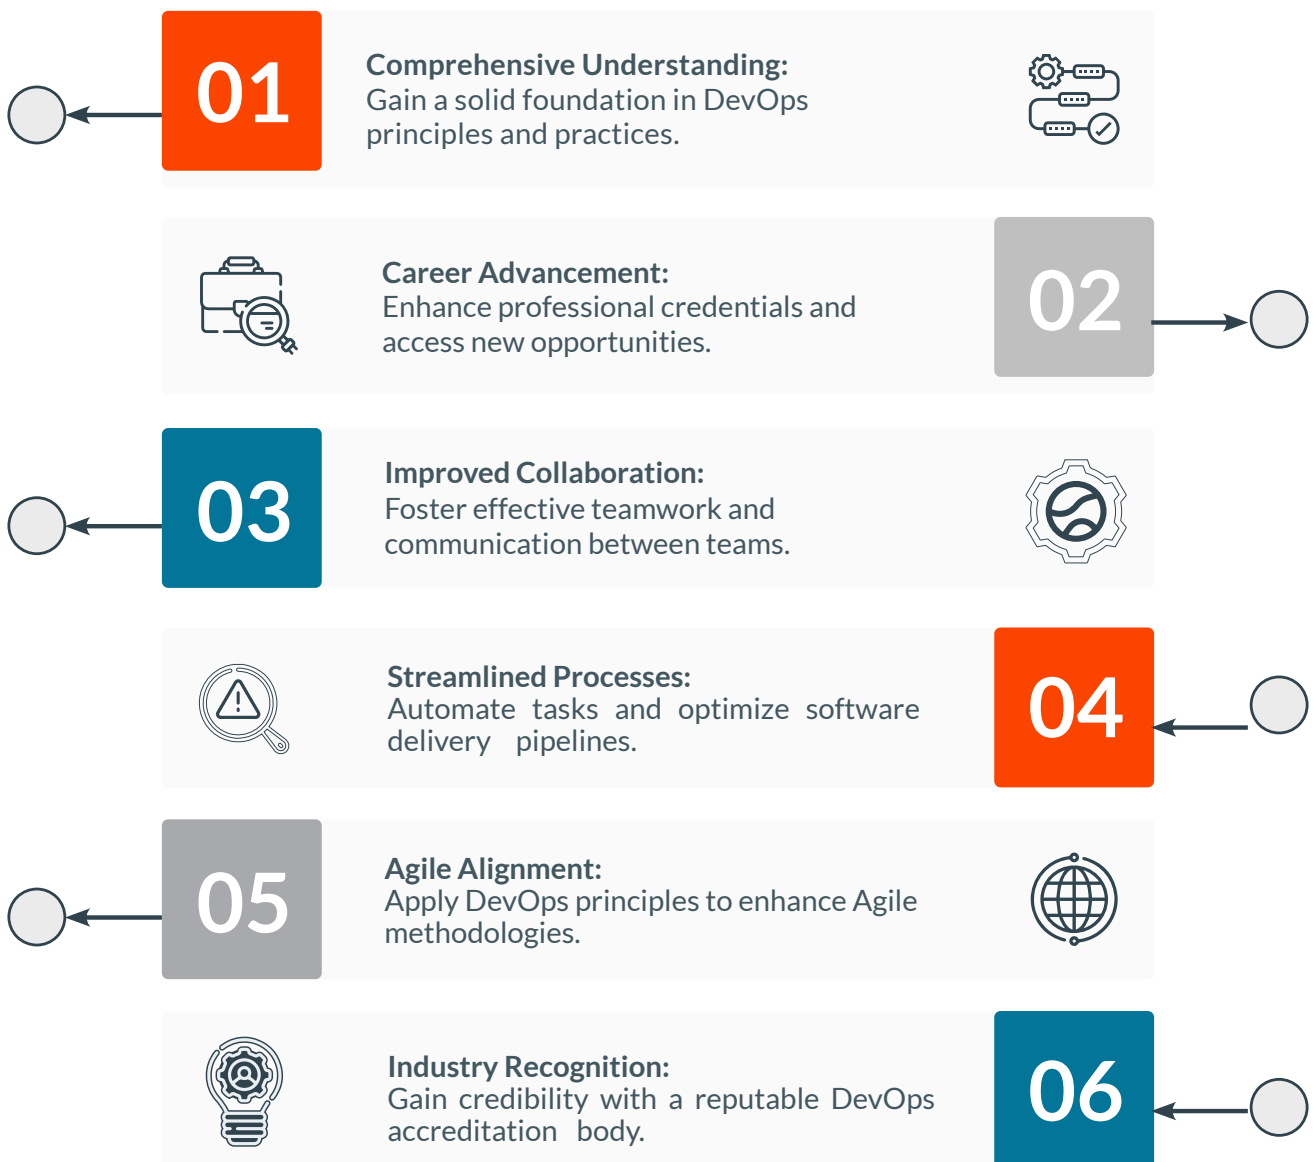 01
Comprehensive Understanding:
Gain a solid foundation in DevOps
principles and practices.
Career Advancement:
Enhance professional credentials and
access new opportunities.
02
03
Improved Collaboration:
Foster effective teamwork and
communication between teams.
Streamlined Processes:
Automate tasks and optimize software
delivery pipelines.
04
05
Agile Alignment:
Apply DevOps principles to enhance Agile
methodologies.
Industry Recognition:
Gain credibility with a reputable DevOps
accreditation body.
06